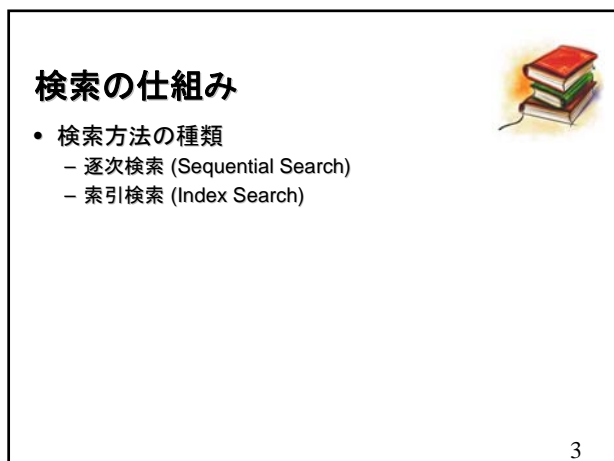 検索の仕組み
• 検索方法の種類
– 逐次検索 (Sequential Search)
– 索引検索 (Index Search)
3